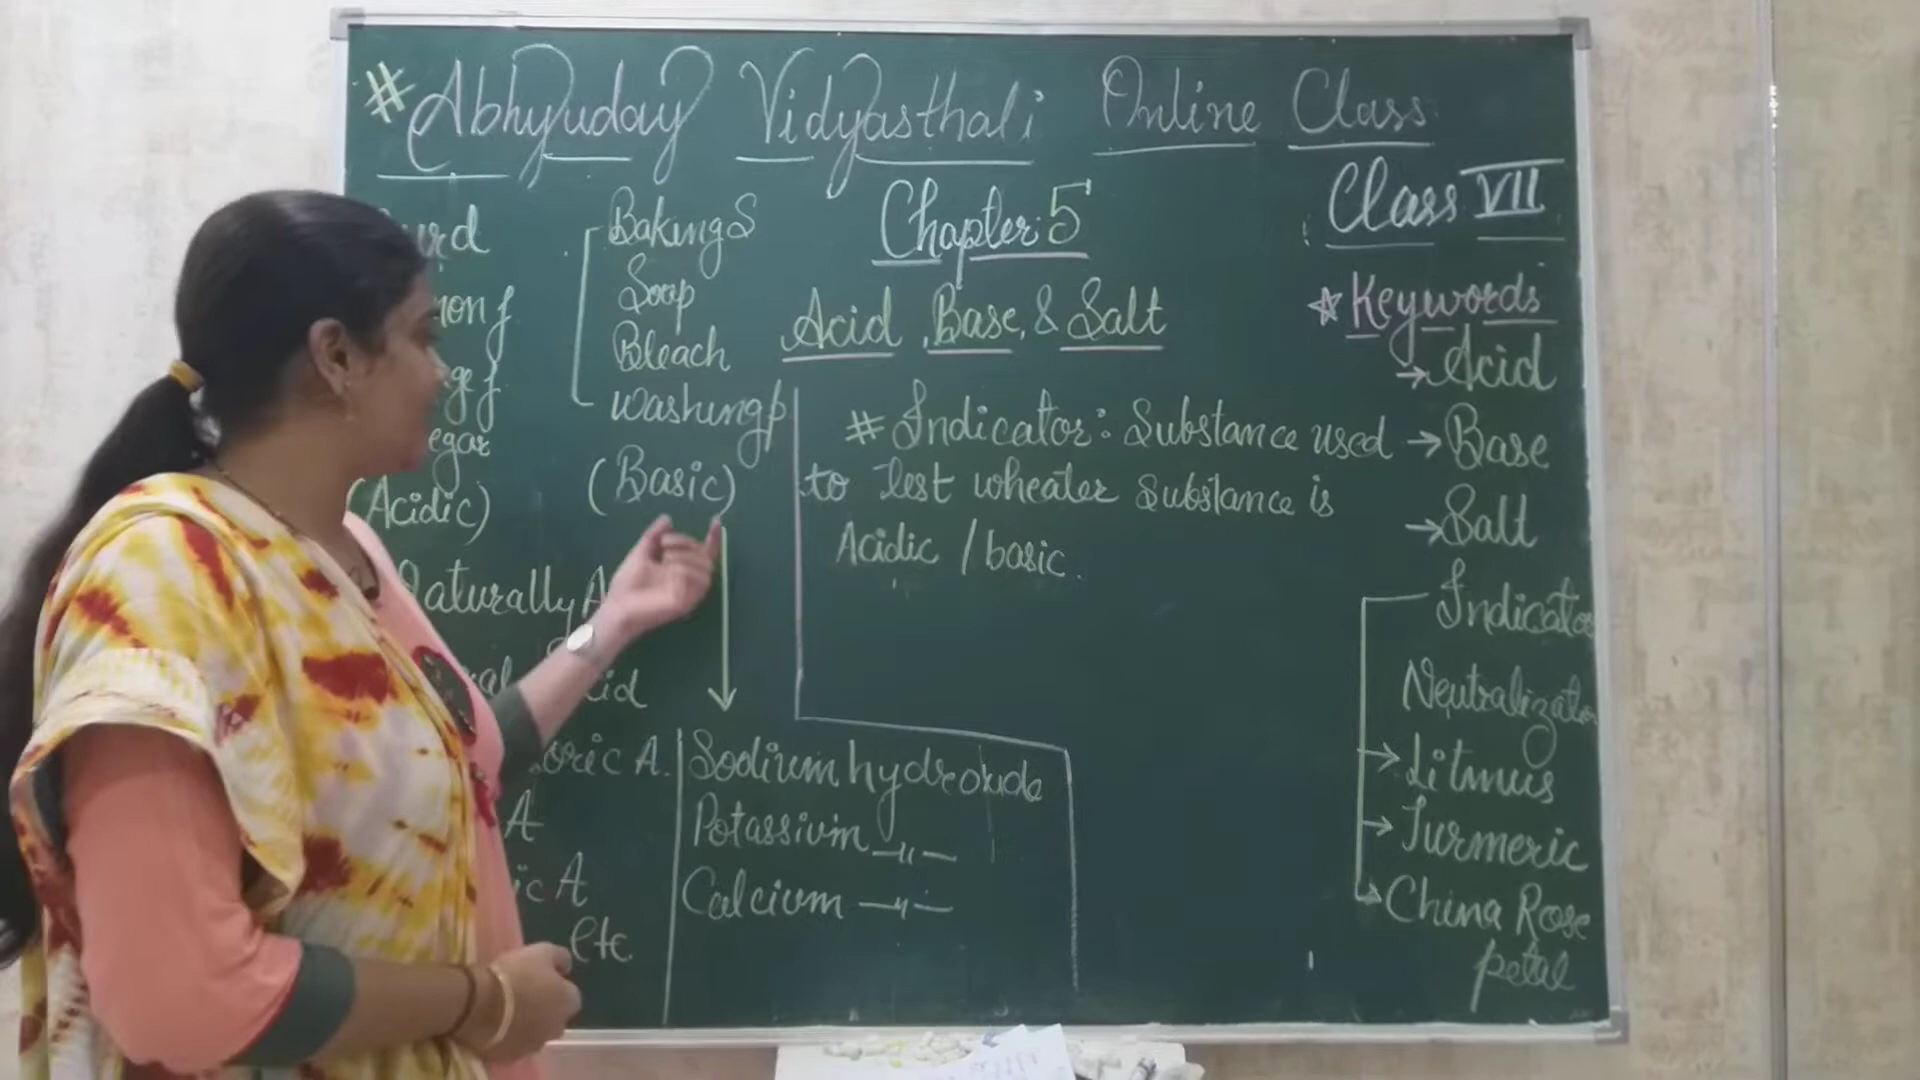 # Abhyuday Vidyasthali Online Class
Class VII
Chapter: 5
Acid, Base, & Salt
Baking S
Soap
Bleach
Washing p
(Basic)
(Acidic)
# Indicator: Substance used
to test wheater substance is
Acidic / basic.
Sodium hydroxide
Potassium -"-
Calcium -"-
A
A
etc
* Keywords
→ Acid
→ Base
→ Salt
Indicator
→ Litmus
→ Turmeric
→ China Rose
petal